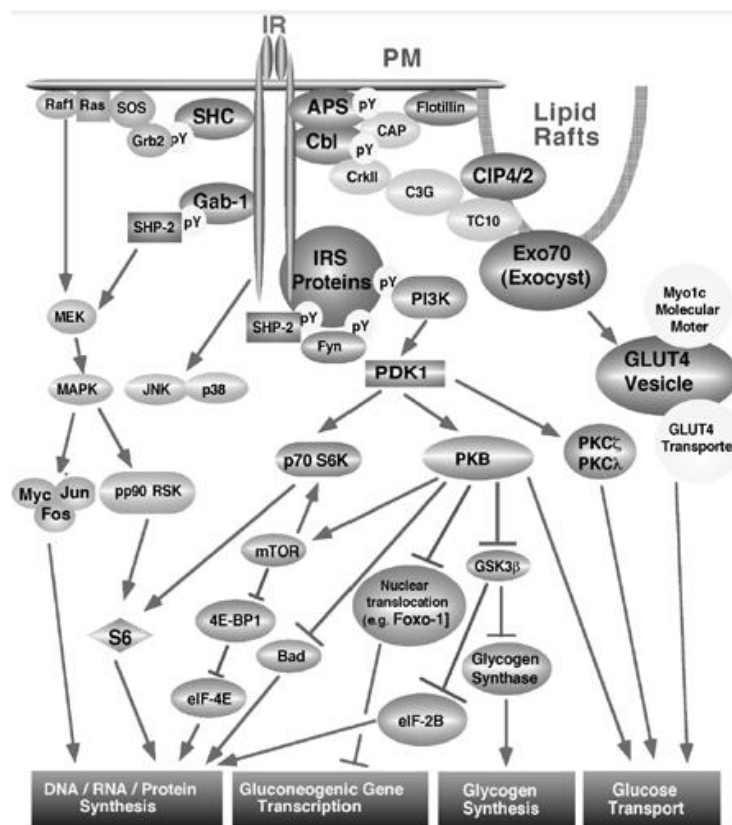 IR
PM
Raf1
Ras
SOS
Grb2
pY
SHC
APS
pY
Flotillin
Cbl
CAP
pY
Lipid
Rafts
CrkII
C3G
CIP4/2
TC10
Gab-1
pY
SHP-2
Exo70
(Exocyst)
IRS
Proteins
pY
PI3K
Myo1c
Molecular
Moter
MEK
SHP-2
pY
pY
Fyn
GLUT4
Vesicle
PDK1
MAPK
JNK
p38
GLUT4
Transporte
p70 S6K
PKB
PKCζ
PKCλ
Myc
Jun
Fos
pp90 RSK
mTOR
GSK3β
Nuclear
translocation
(e.g. Foxo-1]
4E-BP1
S6
Bad
Glycogen
Synthase
eIF-4E
eIF-2B
DNA / RNA / Protein
Synthesis
Gluconeogenic Gene
Transcription
Glycogen
Synthesis
Glucose
Transport